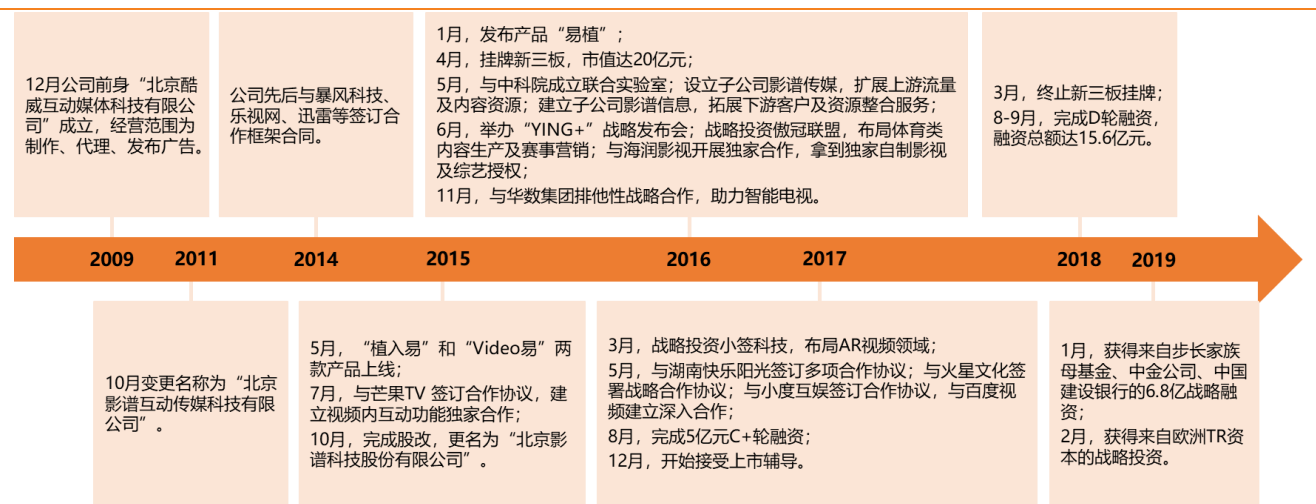 12月公司前身“北京酷
威互动媒体科技有限公
司”成立，经营范围为
制作、代理、发布广告。
公司先后与暴风科技、
乐视网、迅雷等签订合
作框架合同。
1月，发布产品“易植”；
4月，挂牌新三板，市值达20亿元；
5月，与中科院成立联合实验室；设立子公司影谱传媒，扩展上游流量
及内容资源；建立子公司影谱信息，拓展下游客户及资源整合服务；
6月，举办“YING+”战略发布会；战略投资傲冠联盟，布局体育类
内容生产及赛事营销；与海润影视开展独家合作，拿到独家自制影视
及综艺授权；
11月，与华数集团排他性战略合作，助力智能电视。
3月，终止新三板挂牌；
8-9月，完成D轮融资，
融资总额达15.6亿元。
2009 2011 2014 2015 2016 2017 2018 2019
10月变更名称为“北京
影谱互动传媒科技有限
公司”。
5月，“植入易”和“Video易”两
款产品上线；
7月，与芒果TV 签订合作协议，建
立视频内互动功能独家合作；
10月，完成股改，更名为“北京影
谱科技股份有限公司”。
3月，战略投资小签科技，布局AR视频领域；
5月，与湖南快乐阳光签订多项合作协议；与火星文化签
署战略合作协议；与小度互娱签订合作协议，与百度视
频建立深入合作；
8月，完成5亿元C+轮融资；
12月，开始接受上市辅导。
1月，获得来自步长家族
母基金、中金公司、中国
建设银行的6.8亿战略融
资；
2月，获得来自欧洲TR资
本的战略投资。